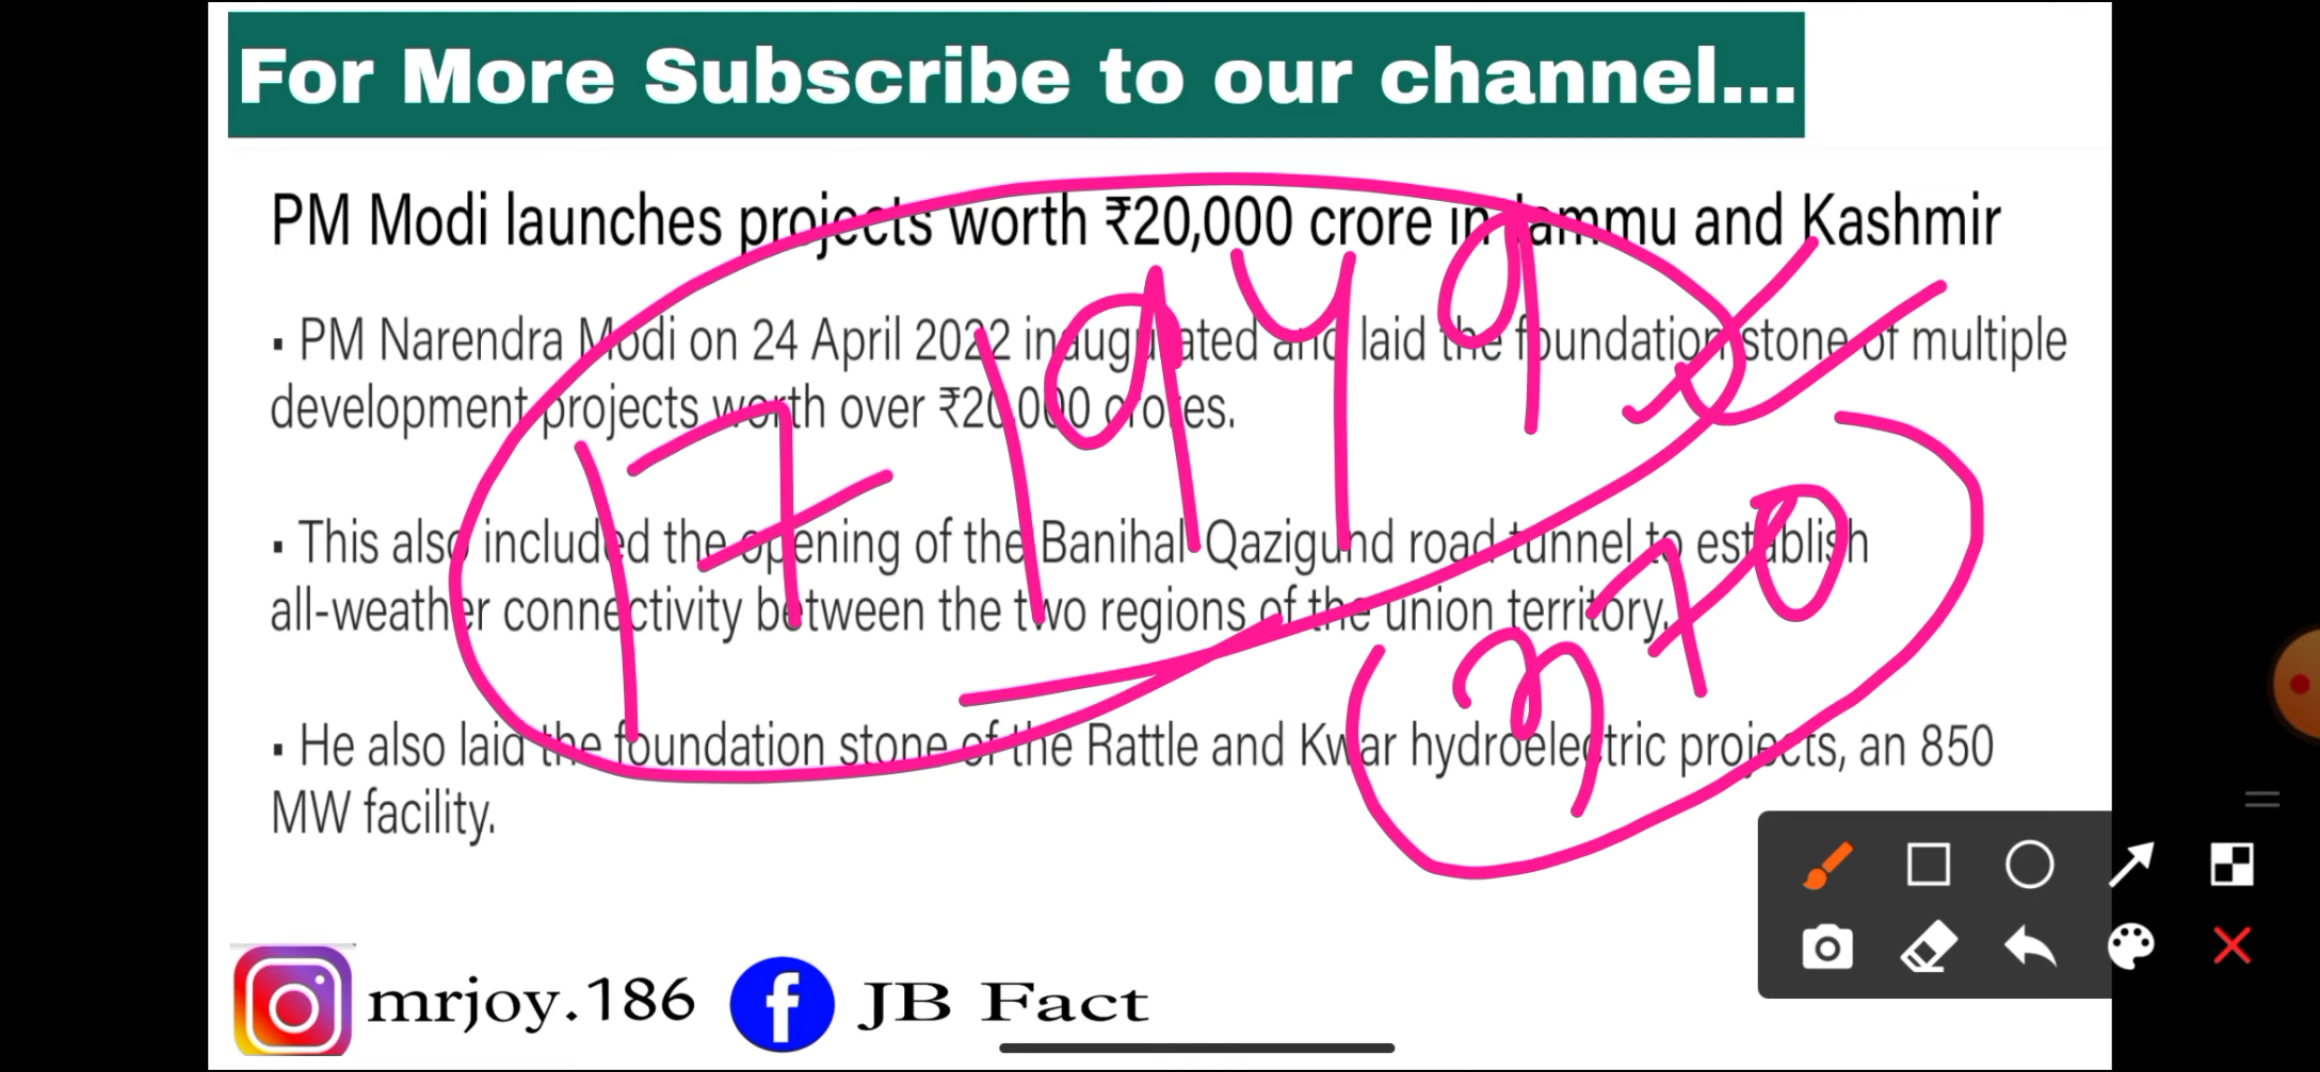 For More Subscribe to our channel...
PM Modi launches projects worth ₹20,000 crore in Jammu and Kashmir
▪ PM Narendra Modi on 24 April 2022 inaugurated and laid the foundation stone of multiple
development projects worth over ₹20,000 crores.
17 1949
▪ This also included the opening of the Banihal Qazigund road tunnel to establish
all-weather connectivity between the two regions of the union territory.
370
▪ He also laid the foundation stone of the Rattle and Kwar hydroelectric projects, an 850
MW facility.
mrjoy.186 JB Fact